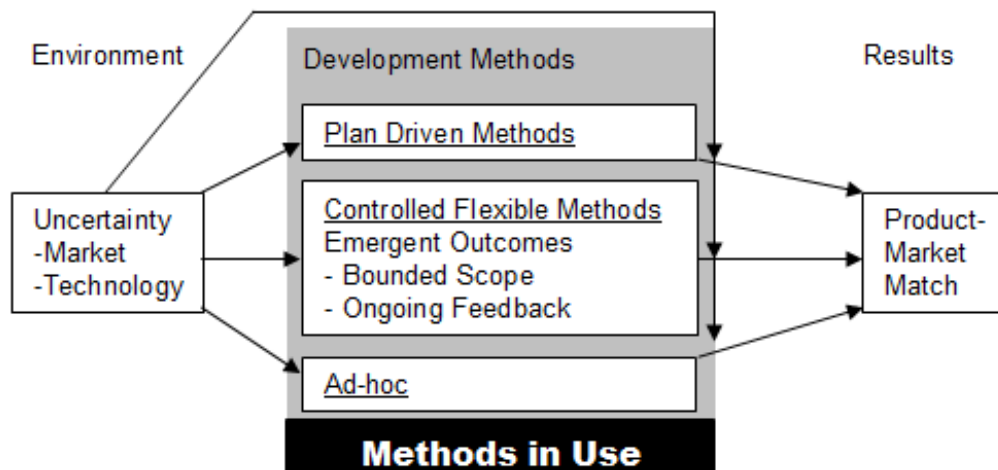 Environment
Development Methods
Results
Plan Driven Methods
Uncertainty
-Market
-Technology
Controlled Flexible Methods
Emergent Outcomes
- Bounded Scope
- Ongoing Feedback
Product-
Market
Match
Ad-hoc
Methods in Use